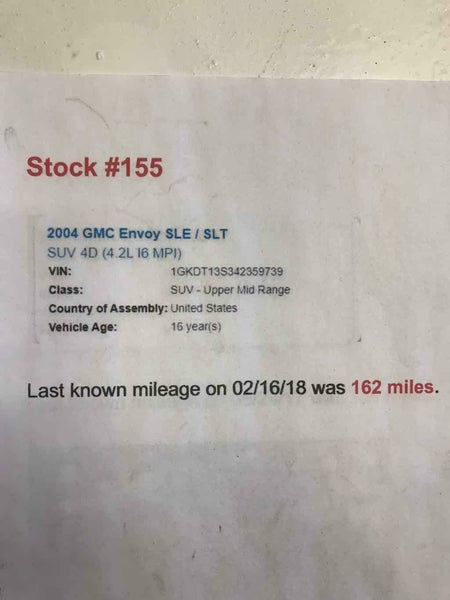 Stock #155
2004 GMC Envoy SLE / SLT
SUV 4D (4.2L I6 MPI)
VIN: 1GKDT13S342359739
Class: SUV - Upper Mid Range
Country of Assembly: United States
Vehicle Age: 16 year(s)
Last known mileage on 02/16/18 was 162 miles.